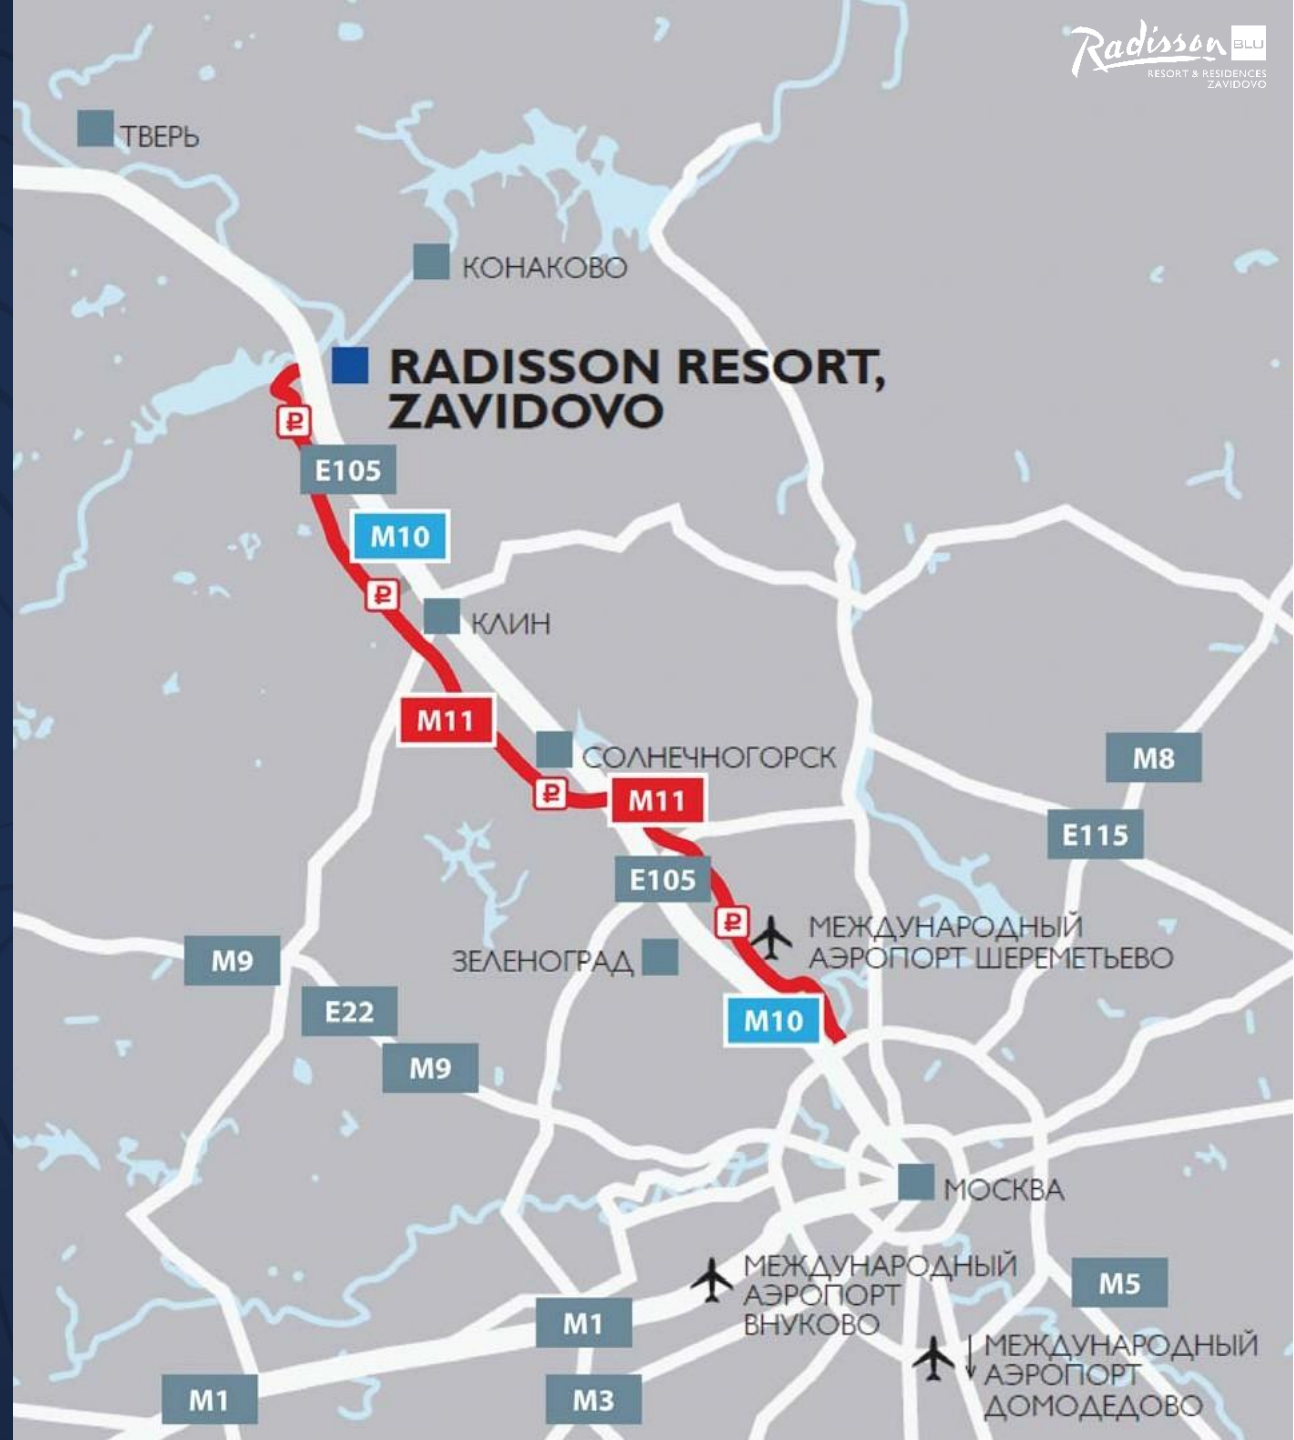 Radisson BLU
RESORT & RESIDENCES
ZAVIDOVO
ТВЕРЬ
КОНАКОВО
RADISSON RESORT,
ZAVIDOVO
₽
E105
M10
₽
КЛИН
M11
СОЛНЕЧНОГОРСК
M8
₽
M11
E115
E105
₽
МЕЖДУНАРОДНЫЙ
АЭРОПОРТ ШЕРЕМЕТЬЕВО
ЗЕЛЕНОГРАД
M9
E22
M10
M9
МОСКВА
МЕЖДУНАРОДНЫЙ
АЭРОПОРТ
ВНУКОВО
M5
M1
МЕЖДУНАРОДНЫЙ
АЭРОПОРТ
ДОМОДЕДОВО
M1
M3